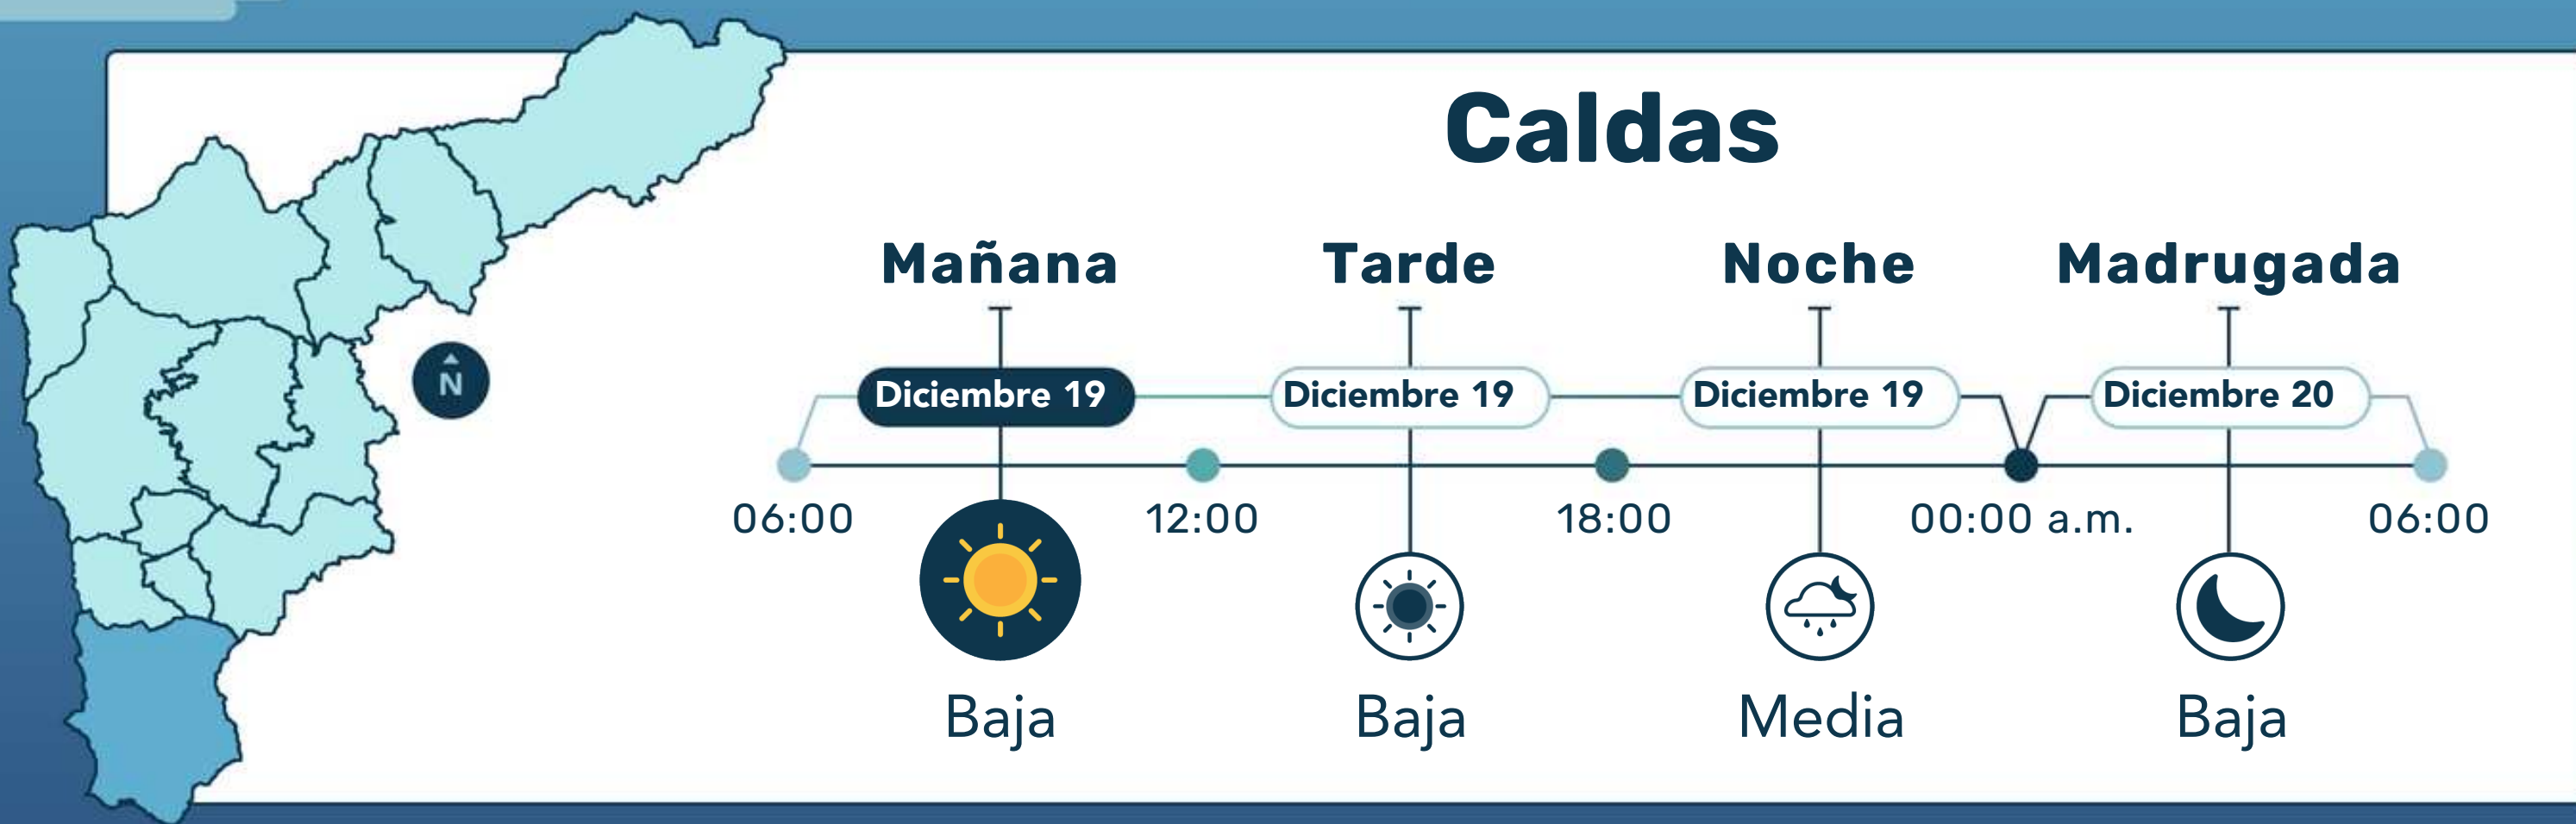 Caldas
Mañana Tarde Noche Madrugada
N
Diciembre 19 Diciembre 19 Diciembre 19 Diciembre 20
06:00 12:00 18:00 00:00 a.m. 06:00
Baja Baja Media Baja